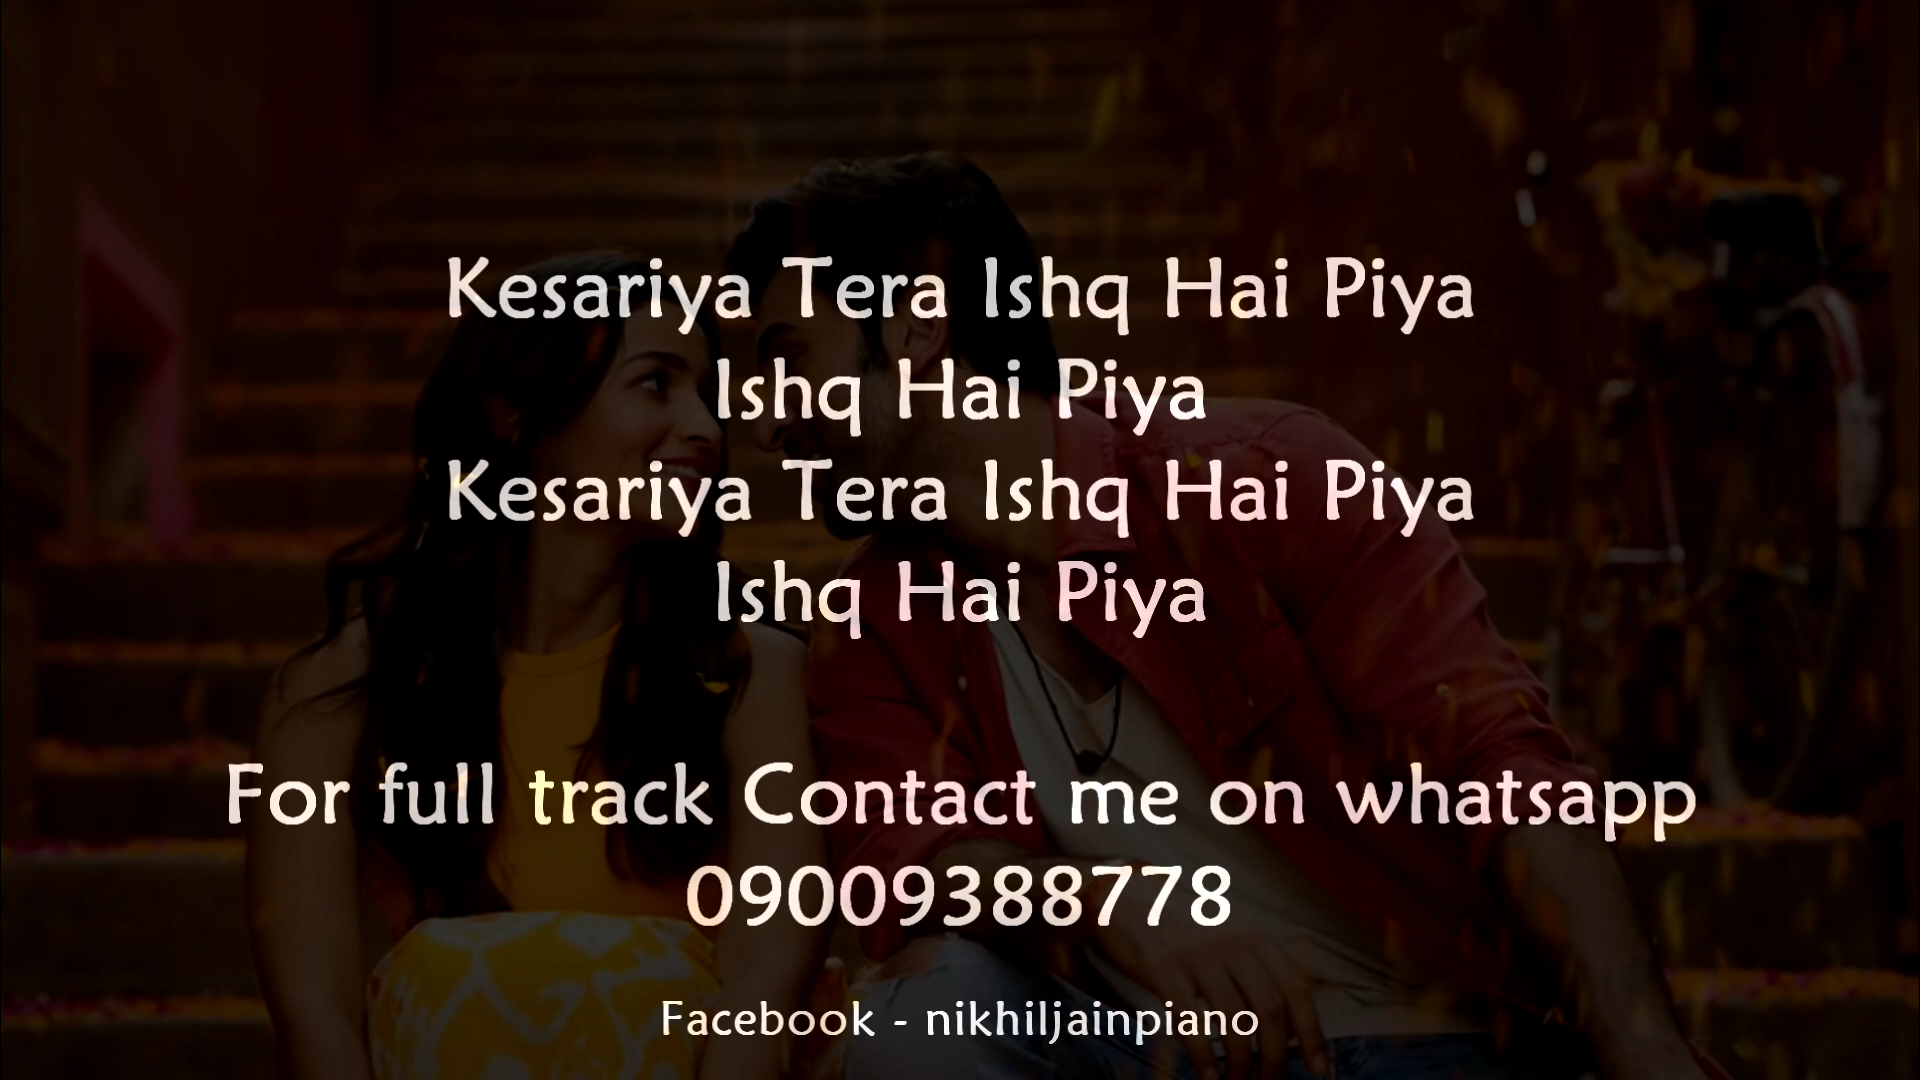 Kesariya Tera Ishq Hai Piya
Ishq Hai Piya
Kesariya Tera Ishq Hai Piya
Ishq Hai Piya
For full track Contact me on whatsapp
09009388778
Facebook - nikhiljainpiano